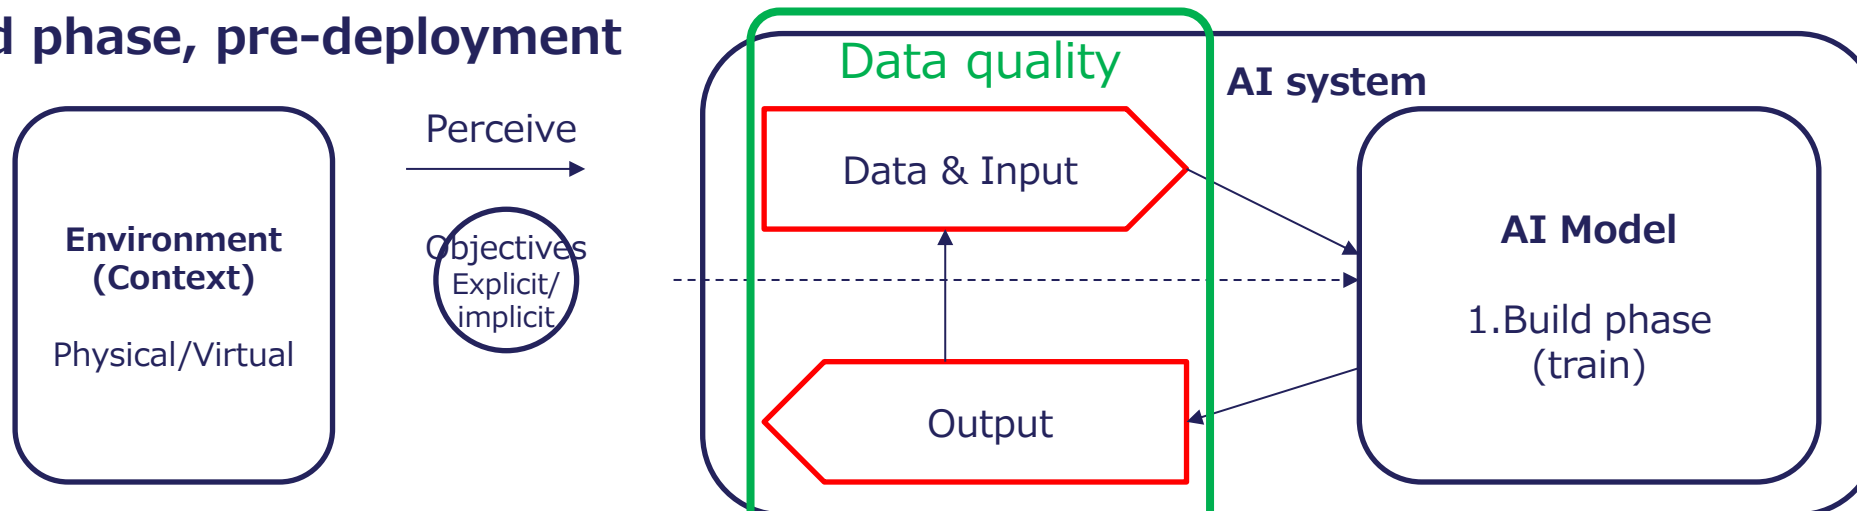 phase, pre-deployment
Data quality
AI system
Perceive
Data & Input
Environment
(Context)
Physical/Virtual
Objectives
Explicit/
implicit
AI Model
1.Build phase
(train)
Output